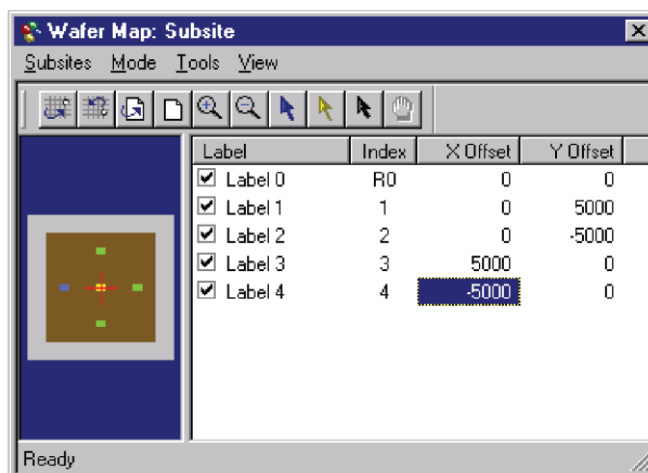 Wafer Map: Subsite
Subsites Mode Tools View
Label Index X Offset Y Offset
Label 0 R0 0 0
Label 1 1 0 5000
Label 2 2 0 -5000
Label 3 3 5000 0
Label 4 4 -5000 0
Ready